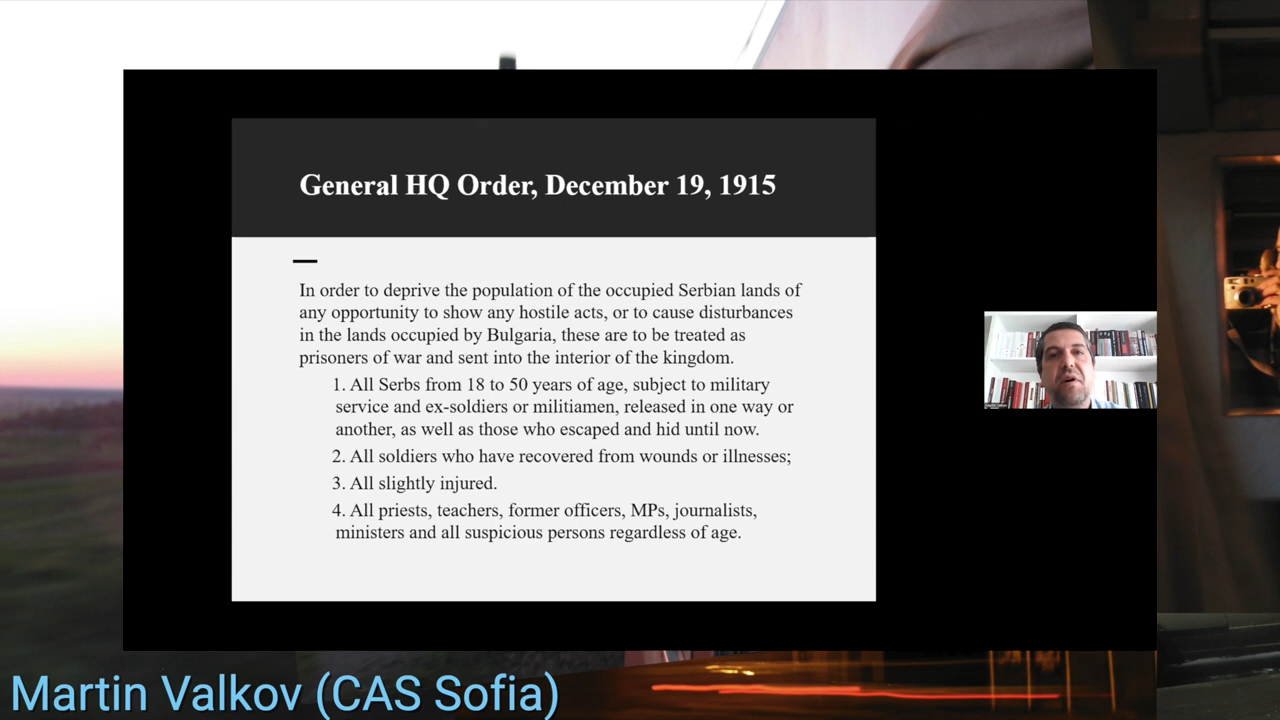 General HQ Order, December 19, 1915
In order to deprive the population of the occupied Serbian lands of
any opportunity to show any hostile acts, or to cause disturbances
in the lands occupied by Bulgaria, these are to be treated as
prisoners of war and sent into the interior of the kingdom.
1. All Serbs from 18 to 50 years of age, subject to military
service and ex-soldiers or militiamen, released in one way or
another, as well as those who escaped and hid until now.
2. All soldiers who have recovered from wounds or illnesses;
3. All slightly injured.
4. All priests, teachers, former officers, MPs, journalists,
ministers and all suspicious persons regardless of age.
Martin Valkov (CAS Sofia)